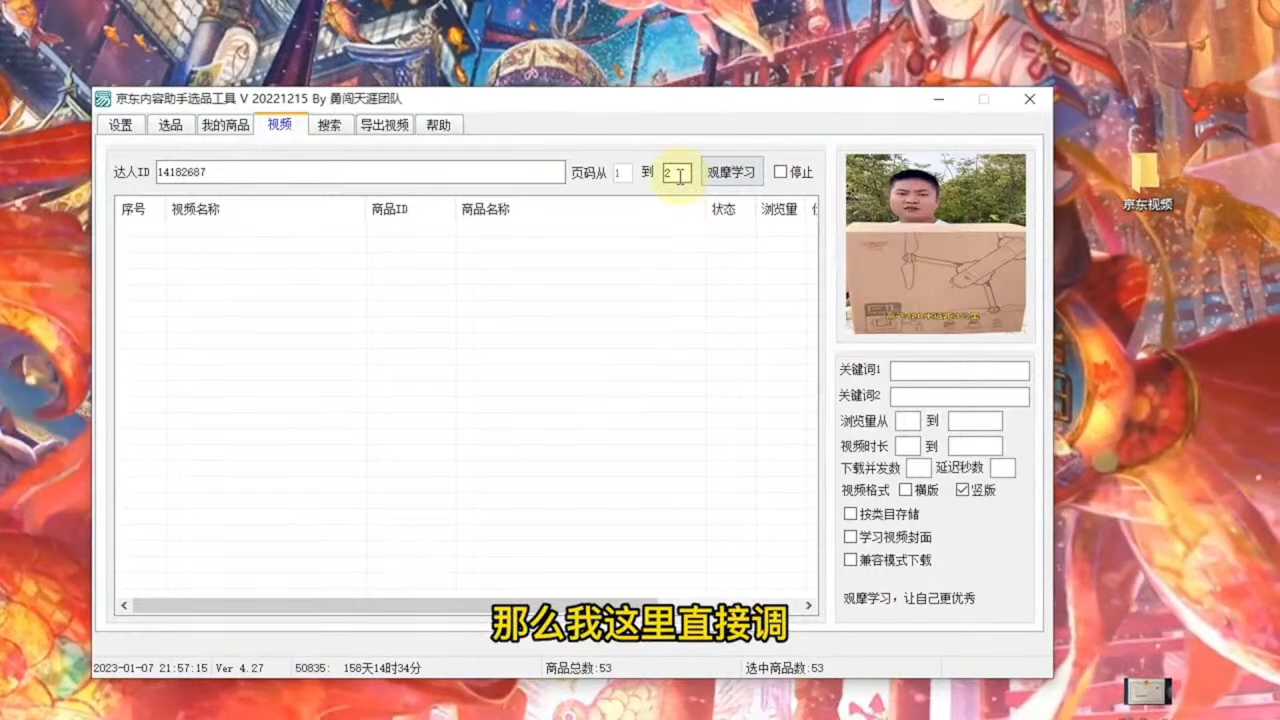 京东内容助手选品工具 V 20221215 By 勇闯天涯团队
设置 选品 我的商品 视频 搜索 导出视频 帮助
达人ID 14182687 页码从 1 到 2 观摩学习 停止
序号 视频名称 商品ID 商品名称 状态 浏览量
京东视频
关键词1
关键词2
浏览量从 到
视频时长 到
下载并发数 延迟秒数
视频格式 横版 竖版
按类目存储
学习视频封面
兼容模式下载
观摩学习，让自己更优秀
那么我这里直接调
2023-01-07 21:57:15 Ver 4.27 50835: 158天14时34分 商品总数:53 选中商品数:53